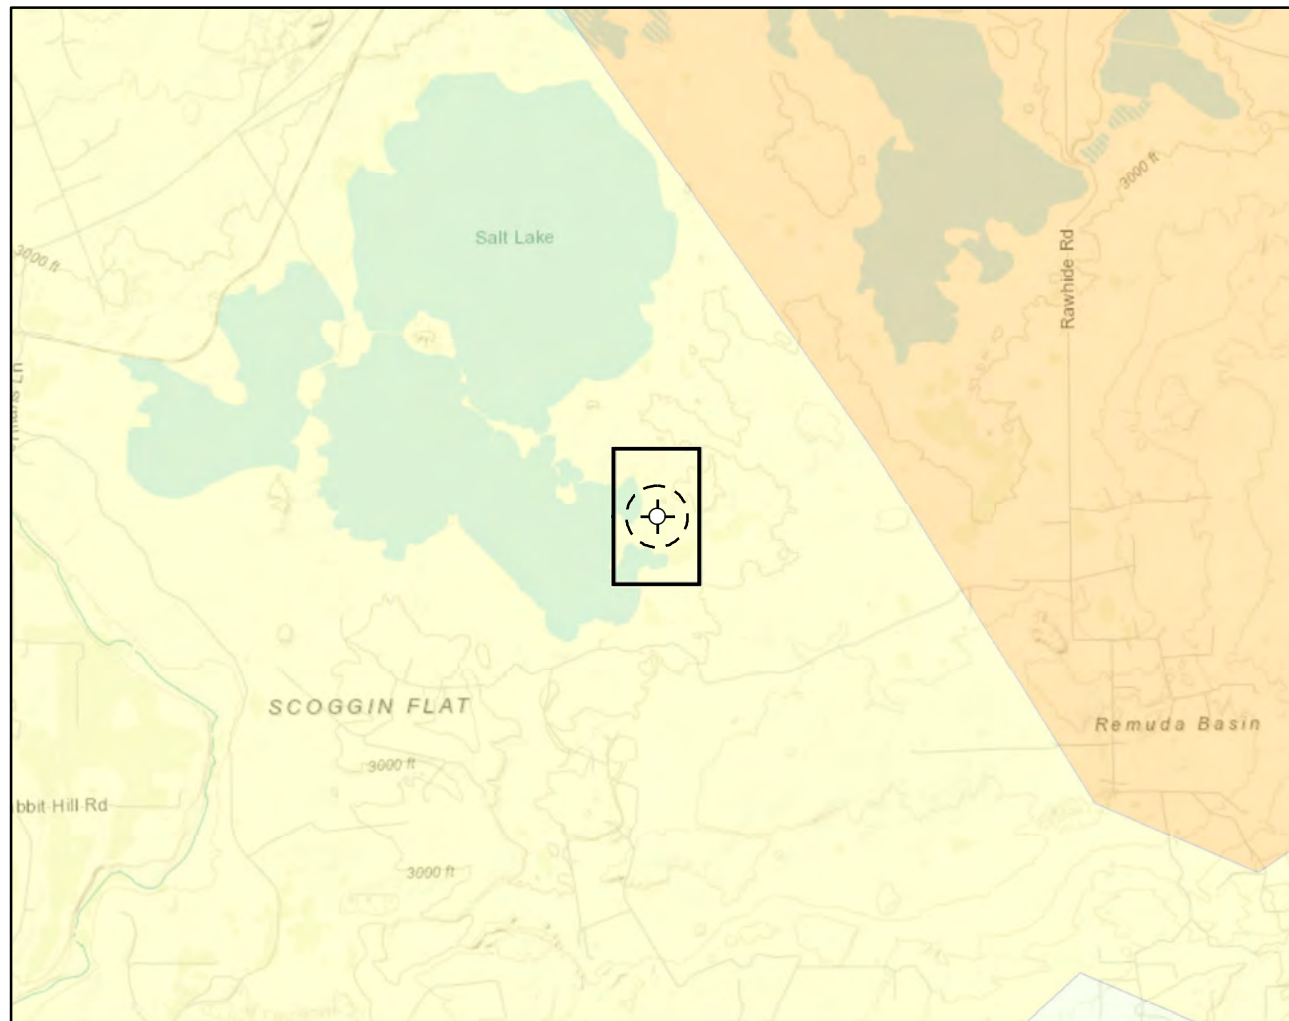 3000 ft
Rawhide Rd
Salt Lake
3000 ft
SCOGGIN FLAT
Remuda Basin
3000 ft
bbit Hill Rd
3000 ft